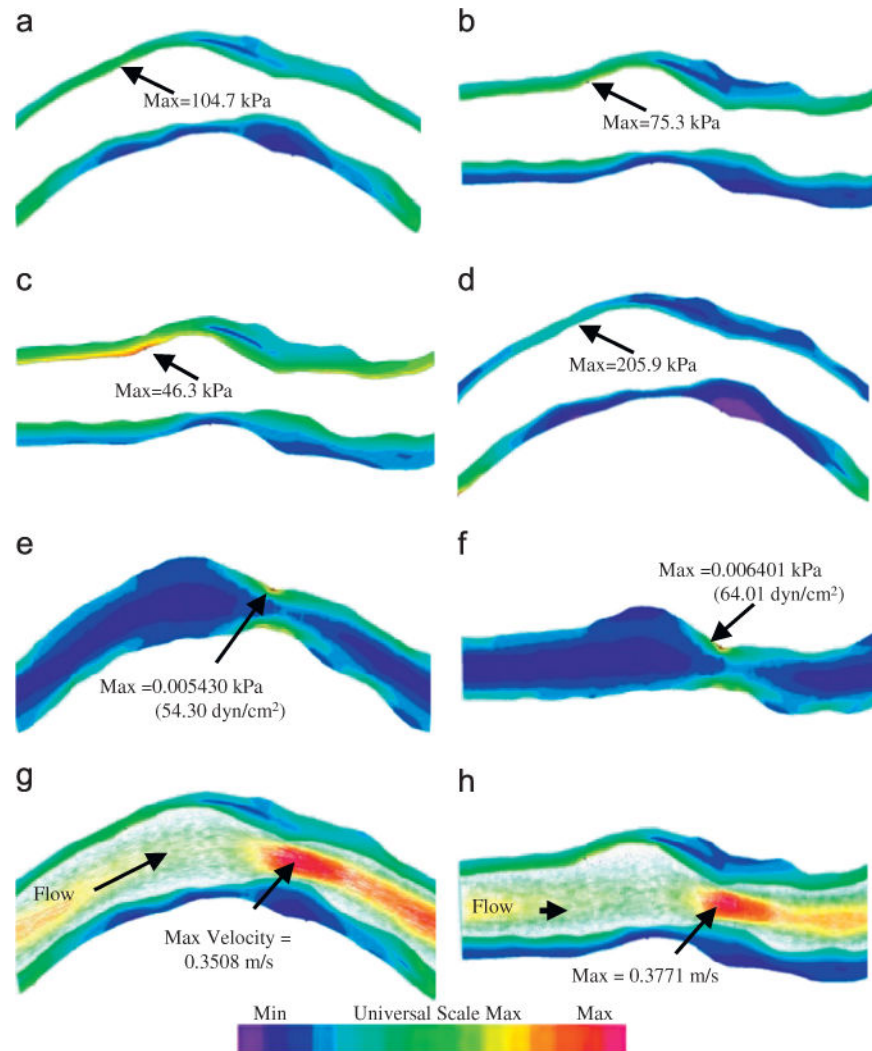 a
Max=104.7 kPa
b
Max=75.3 kPa
c
Max=46.3 kPa
d
Max=205.9 kPa
e
Max =0.005430 kPa
(54.30 dyn/cm²)
f
Max =0.006401 kPa
(64.01 dyn/cm²)
g
Flow
Max Velocity =
0.3508 m/s
h
Flow
Max = 0.3771 m/s
Min Universal Scale Max Max